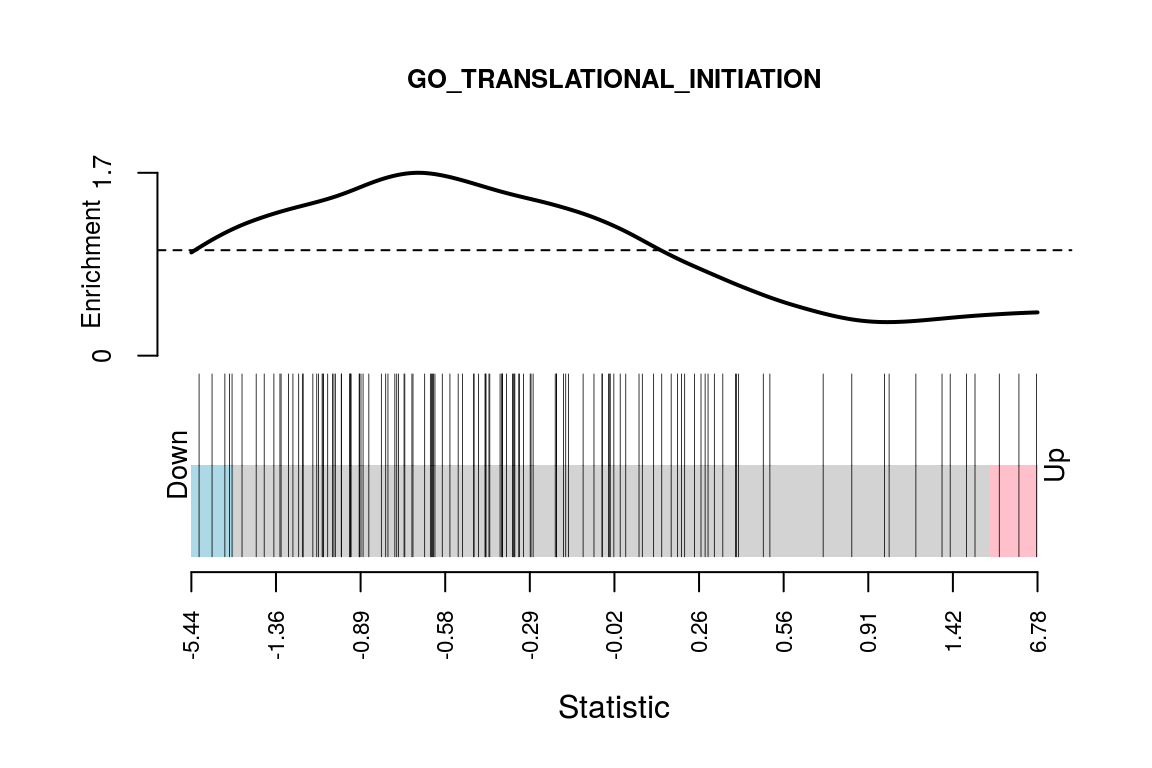 GO_TRANSLATIONAL_INITIATION
1.7
Enrichment
0
Down
Up
-5.44
-1.36
-0.89
-0.58
-0.29
-0.02
0.26
0.56
0.91
1.42
6.78
Statistic